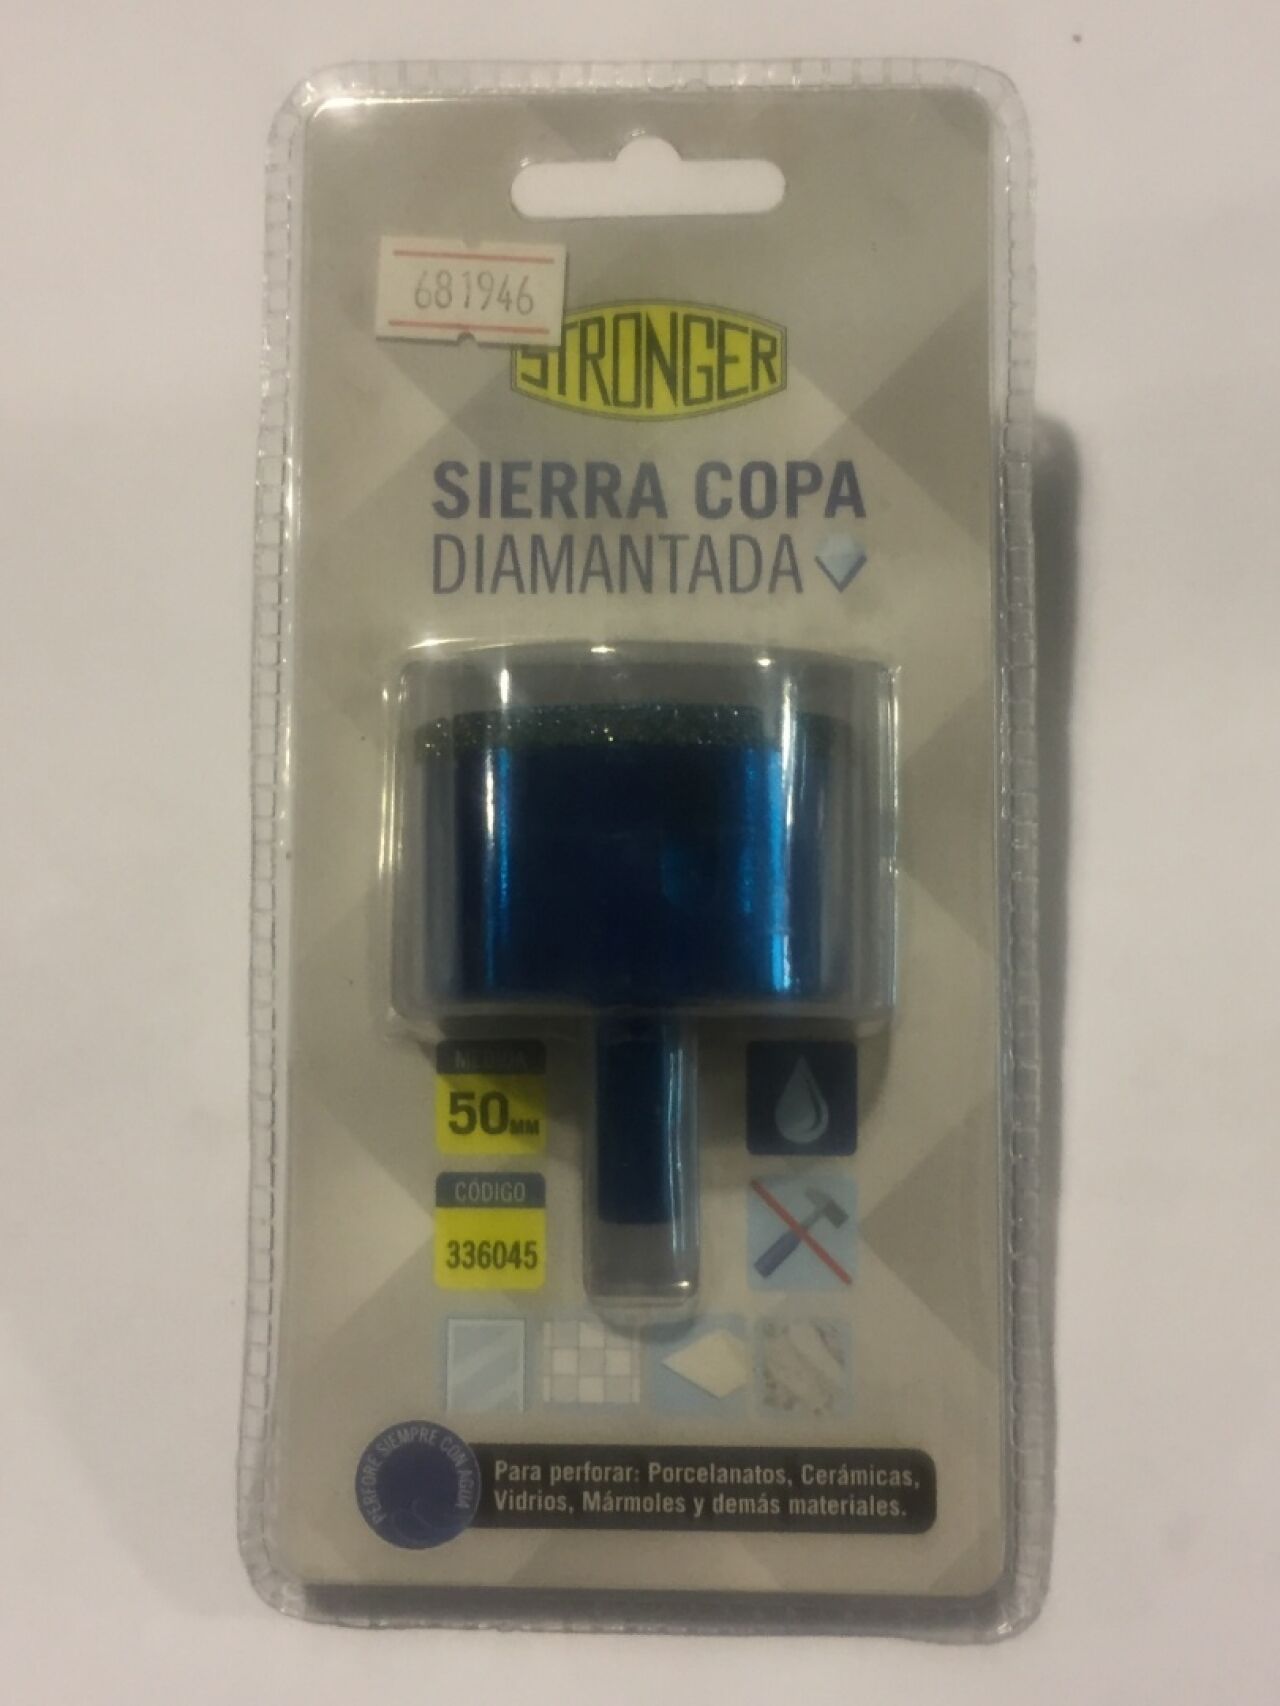 681946
STRONGER
SIERRA COPA
DIAMANTADA
MEDIDA
50MM
CÓDIGO
336045
PERFORE SIEMPRE CON AGUA
Para perforar: Porcelanatos, Cerámicas,
Vidrios, Mármoles y demás materiales.